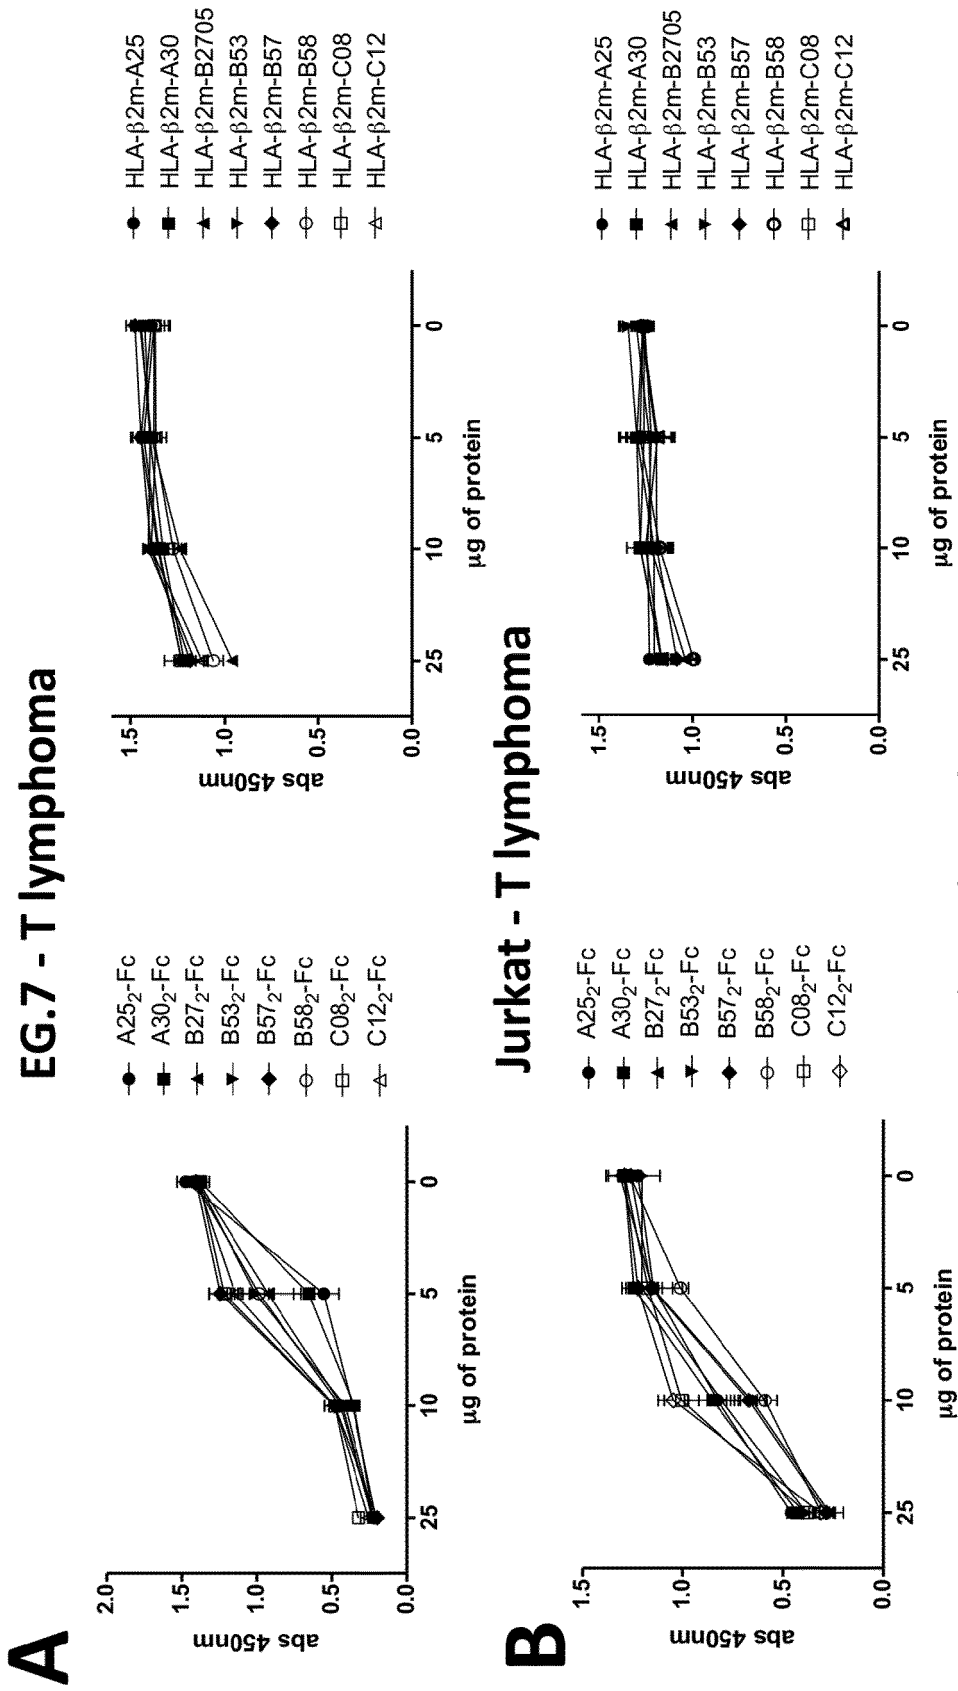 A
EG.7 - T lymphoma
abs 450nm
2.0
1.5
1.0
0.5
0.0
25
10
5
0
µg of protein
A25₂-Fc
A30₂-Fc
B27₂-Fc
B53₂-Fc
B57₂-Fc
B58₂-Fc
C08₂-Fc
C12₂-Fc
abs 450nm
1.5
1.0
0.5
0.0
25
10
5
0
µg of protein
HLA-β2m-A25
HLA-β2m-A30
HLA-β2m-B2705
HLA-β2m-B53
HLA-β2m-B57
HLA-β2m-B58
HLA-β2m-C08
HLA-β2m-C12
B
Jurkat - T lymphoma
abs 450nm
1.5
1.0
0.5
0.0
25
10
5
0
µg of protein
A25₂-Fc
A30₂-Fc
B27₂-Fc
B53₂-Fc
B57₂-Fc
B58₂-Fc
C08₂-Fc
C12₂-Fc
abs 450nm
1.5
1.0
0.5
0.0
25
10
5
0
µg of protein
HLA-β2m-A25
HLA-β2m-A30
HLA-β2m-B2705
HLA-β2m-B53
HLA-β2m-B57
HLA-β2m-B58
HLA-β2m-C08
HLA-β2m-C12